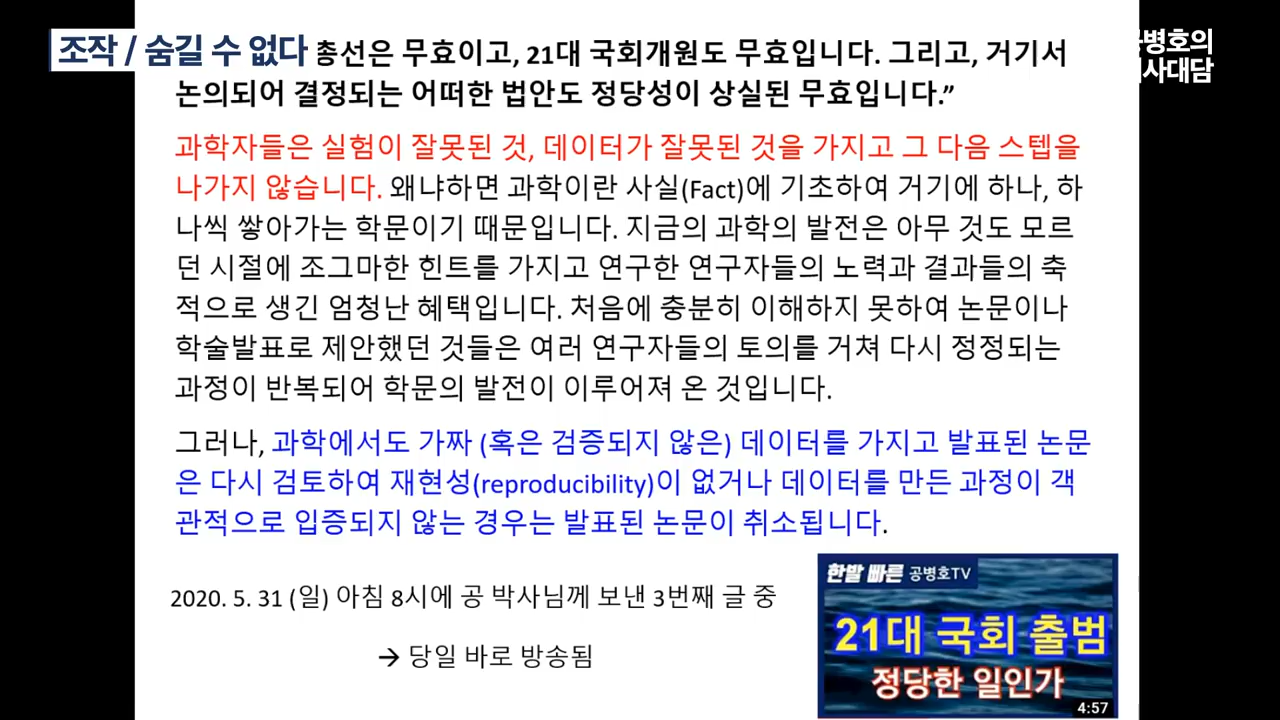 조작 / 숨길 수 없다
총선은 무효이고, 21대 국회개원도 무효입니다. 그리고, 거기서
논의되어 결정되는 어떠한 법안도 정당성이 상실된 무효입니다.”
과학자들은 실험이 잘못된 것, 데이터가 잘못된 것을 가지고 그 다음 스텝을
나가지 않습니다. 왜냐하면 과학이란 사실(Fact)에 기초하여 거기에 하나, 하
나씩 쌓아가는 학문이기 때문입니다. 지금의 과학의 발전은 아무 것도 모르
던 시절에 조그마한 힌트를 가지고 연구한 연구자들의 노력과 결과들의 축
적으로 생긴 엄청난 혜택입니다. 처음에 충분히 이해하지 못하여 논문이나
학술발표로 제안했던 것들은 여러 연구자들의 토의를 거쳐 다시 정정되는
과정이 반복되어 학문의 발전이 이루어져 온 것입니다.
그러나, 과학에서도 가짜 (혹은 검증되지 않은) 데이터를 가지고 발표된 논문
은 다시 검토하여 재현성(reproducibility)이 없거나 데이터를 만든 과정이 객
관적으로 입증되지 않는 경우는 발표된 논문이 취소됩니다.
2020. 5. 31 (일) 아침 8시에 공 박사님께 보낸 3번째 글 중
→ 당일 바로 방송됨
한발 빠른 공병호TV
21대 국회 출범
정당한 일인가
4:57
공병호의
시사대담